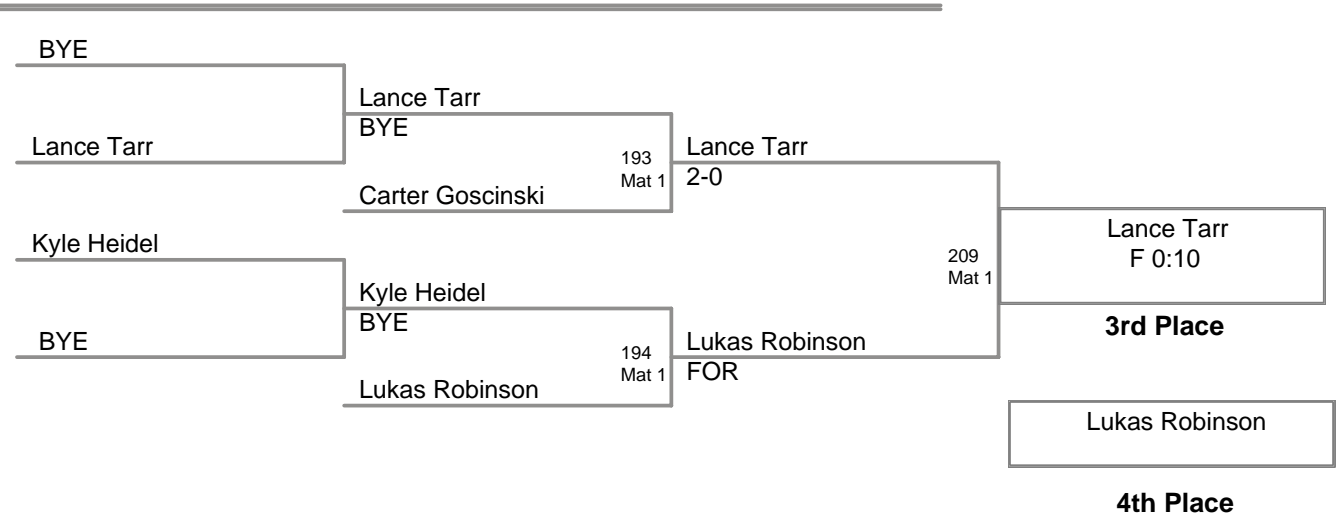 BYE
Lance Tarr
BYE
Lance Tarr
193
Mat 1
Lance Tarr
2-0
Carter Goscinski
Kyle Heidel
Lance Tarr
F 0:10
209
Mat 1
3rd Place
Kyle Heidel
BYE
BYE
194
Mat 1
Lukas Robinson
FOR
Lukas Robinson
Lukas Robinson
4th Place